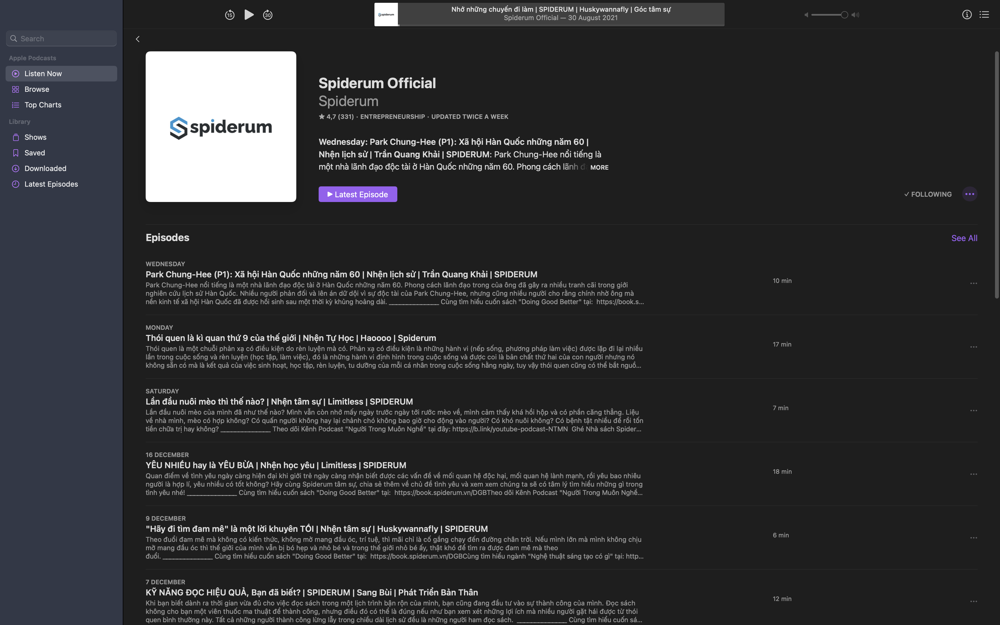 15
30
spiderum
Nhớ những chuyến đi làm | SPIDERUM | Huskywannafly | Góc tâm sự
Spiderum Official — 30 August 2021
Search
Apple Podcasts
Listen Now
Browse
Top Charts
Library
Shows
Saved
Downloaded
Latest Episodes
spiderum
Spiderum Official
Spiderum
★ 4,7 (331) · ENTREPRENEURSHIP · UPDATED TWICE A WEEK
Wednesday: Park Chung-Hee (P1): Xã hội Hàn Quốc những năm 60 |
Nhện lịch sử | Trần Quang Khải | SPIDERUM: Park Chung-Hee nổi tiếng là
một nhà lãnh đạo độc tài ở Hàn Quốc những năm 60. Phong cách lãnh MORE
Latest Episode
FOLLOWING
Episodes
See All
WEDNESDAY
Park Chung-Hee (P1): Xã hội Hàn Quốc những năm 60 | Nhện lịch sử | Trần Quang Khải | SPIDERUM
Park Chung-Hee nổi tiếng là một nhà lãnh đạo độc tài ở Hàn Quốc những năm 60. Phong cách lãnh đạo trong của ông đã gây ra nhiều tranh cãi trong giới
nghiên cứu lịch sử Hàn Quốc. Nhiều người phản đối và lên án dữ dội vì sự độc tài của Park Chung-Hee, nhưng cũng nhiều người cho rằng chính nhờ ông mà
nền kinh tế xã hội Hàn Quốc đã được hồi sinh sau một thời kỳ khủng hoảng dài. ______________ Cùng tìm hiểu cuốn sách "Doing Good Better" tại: https://book.s...
10 min
MONDAY
Thói quen là kì quan thứ 9 của thế giới | Nhện Tự Học | Haoooo | Spiderum
Thói quen là một chuỗi phản xạ có điều kiện do rèn luyện mà có. Phản xạ có điều kiện là những hành vi (nếp sống, phương pháp làm việc) được lặp đi lại nhiều
lần trong cuộc sống và rèn luyện (học tập, làm việc), đó là những hành vi định hình trong cuộc sống và được coi là bản chất thứ hai của con người nhưng nó
không sẵn có mà là kết quả của việc sinh hoạt, học tập, rèn luyện, tu dưỡng của mỗi cá nhân trong cuộc sống hằng ngày, tuy vậy thói quen cũng có thể bắt nguồ...
17 min
SATURDAY
Lần đầu nuôi mèo thì thế nào? | Nhện tâm sự | Limitless | SPIDERUM
Lần đầu nuôi mèo của mình đã như thế nào? Mình vẫn còn nhớ mấy ngày trước ngày tới rước mèo về, mình cảm thấy khá hồi hộp và có phần căng thẳng. Liệu
về nhà mình, mèo có hợp không? Có quấn người không hay lại chảnh chó không bao giờ cho động vào người? Có khó nuôi không? Có bệnh tật nhiều để rồi tốn
tiền chữa trị hay không? ______________ Theo dõi Kênh Podcast "Người Trong Muôn Nghề" tại đây: https://b.link/youtube-podcast-NTMN Ghé Nhà sách Spider...
7 min
16 DECEMBER
YÊU NHIỀU hay là YÊU BỪA | Nhện học yêu | Limitless | SPIDERUM
Quan điểm về tình yêu ngày càng hiện đại khi giới trẻ ngày càng nhận biết được các vấn đề về mối quan hệ độc hại, mối quan hệ lành mạnh, rồi yêu bao nhiêu
người là hợp lí, yêu nhiều có tốt không? Hãy cùng Spiderum tâm sự, chia sẻ thêm về chủ đề tình yêu và xem xem chúng ta sẽ có tâm lý tìm hiểu những gì trong
tình yêu nhé! ______________ Cùng tìm hiểu cuốn sách "Doing Good Better" tại: https://book.spiderum.vn/DGBTheo dõi Kênh Podcast "Người Trong Muôn Nghề...
18 min
9 DECEMBER
"Hãy đi tìm đam mê" là một lời khuyên TỒI | Nhện tâm sự | Huskywannafly | SPIDERUM
Theo đuổi đam mê mà không có kiến thức, không mở mang đầu óc, trí tuệ, thì mãi chỉ là cố gắng chạy đến đường chân trời. Nếu mình lớn mà mình không chịu
mở mang đầu óc thì thế giới của mình vẫn bị bó hẹp và nhỏ bé và trong thế giới nhỏ bé ấy, thật khó để tìm ra được đam mê mà theo
đuổi. ______________ Cùng tìm hiểu cuốn sách "Doing Good Better" tại: https://book.spiderum.vn/DGBCùng tìm hiểu ngành "Nghệ thuật sáng tạo có gì" tại: http...
6 min
7 DECEMBER
KỸ NĂNG ĐỌC HIỆU QUẢ, Bạn đã biết? | SPIDERUM | Sang Bùi | Phát Triển Bản Thân
Khi bạn biết dành ra thời gian vừa đủ cho việc đọc sách trong một lịch trình bận rộn của mình, bạn cũng đang đầu tư vào sự thành công của mình. Đọc sách
không cho bạn một viên thuốc ma thuật để thành công, nhưng điều đó có thể là đúng nếu như bạn xem xét những lợi ích mà nhiều người gặt hái được từ thói
quen bình thường này. Tất cả những người thành công lừng lẫy trong chiều dài lịch sử đều là những người ham đọc sách. ______________ Cùng tìm hiểu cuốn sá...
12 min